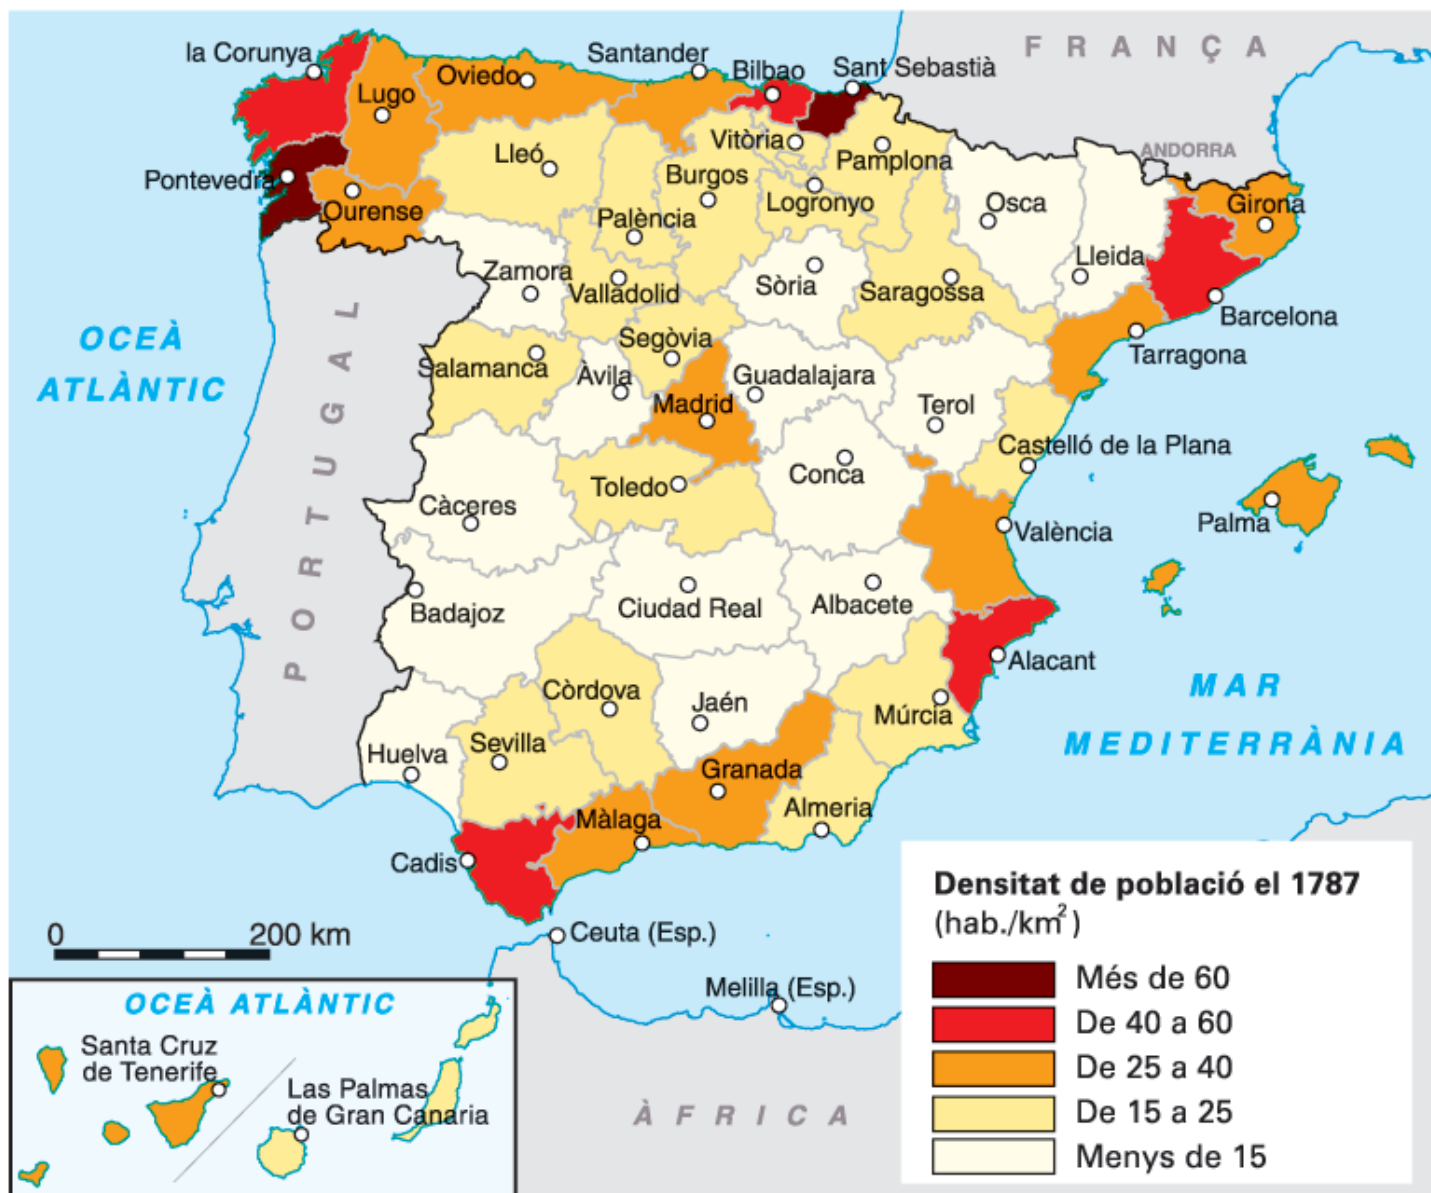 FRANÇA
la Corunya
Santander
Oviedo
Bilbao
Sant Sebastià
Lugo
Vitòria
Pamplona
ANDORRA
Lleó
Pontevedra
Burgos
Logronyo
Osca
Girona
Ourense
Palència
Zamora
Lleida
Valladolid
Sòria
Saragossa
Barcelona
OCEÀ
ATLÀNTIC
PORTUGAL
Segòvia
Tarragona
Salamanca
Àvila
Guadalajara
Madrid
Terol
Castelló de la Plana
Conca
Toledo
Càceres
Palma
València
Badajoz
Ciudad Real
Albacete
Alacant
MAR
MEDITERRÀNIA
Còrdova
Jaén
Múrcia
Huelva
Sevilla
Granada
Màlaga
Almeria
Cadis
0 200 km
Ceuta (Esp.)
Melilla (Esp.)
ÀFRICA
OCEÀ ATLÀNTIC
Santa Cruz
de Tenerife
Las Palmas
de Gran Canaria
Densitat de població el 1787
(hab./km²)
Més de 60
De 40 a 60
De 25 a 40
De 15 a 25
Menys de 15